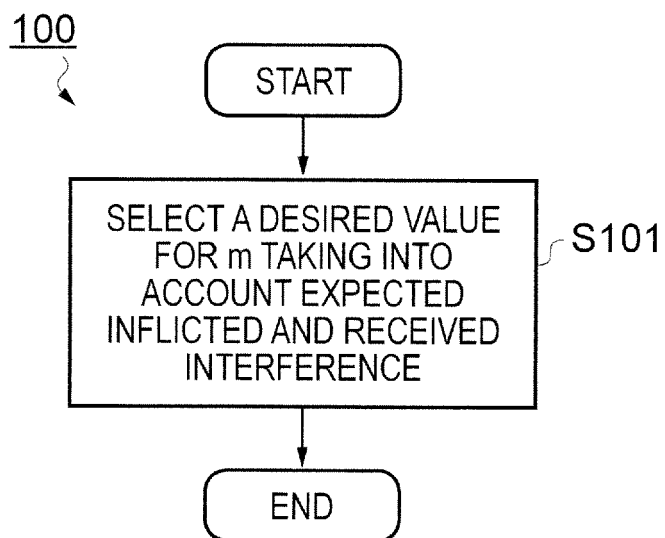 100
START
SELECT A DESIRED VALUE
FOR m TAKING INTO
ACCOUNT EXPECTED
INFLICTED AND RECEIVED
INTERFERENCE
S101
END